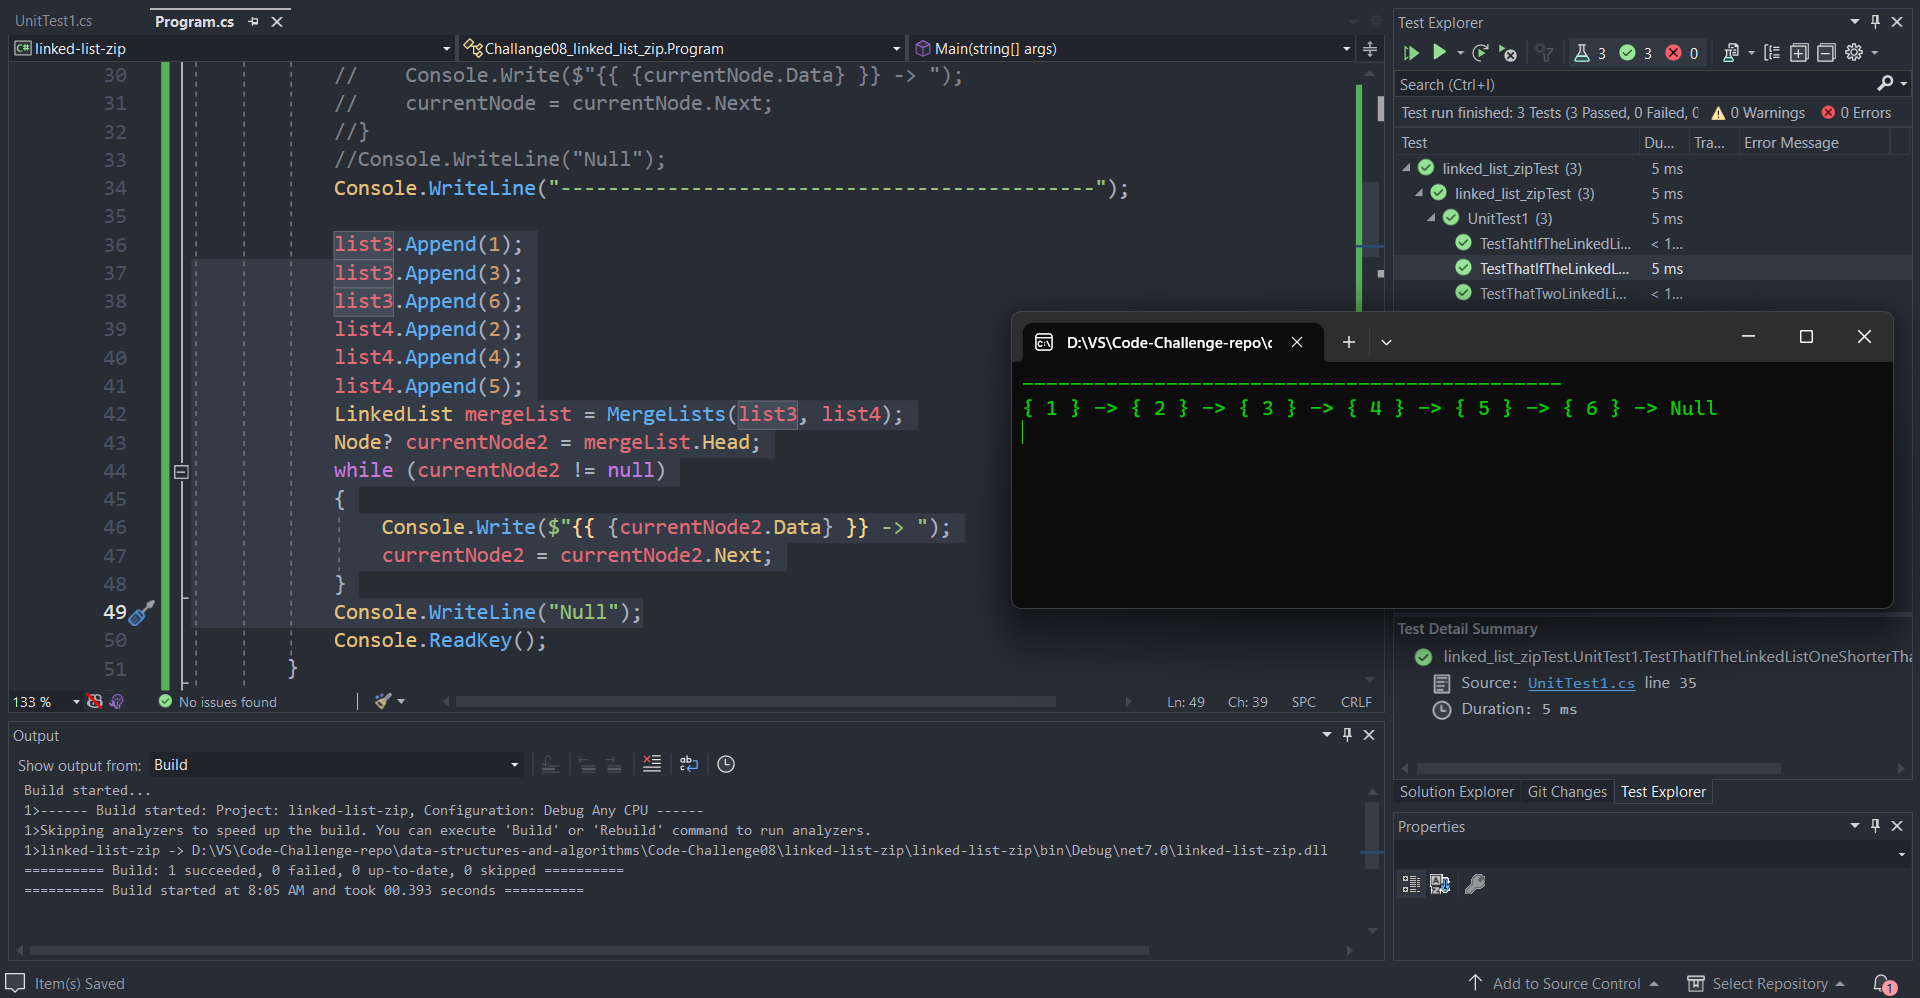 UnitTest1.cs
Program.cs
linked-list-zip
Challange08_linked_list_zip.Program
Main(string[] args)
30 //    Console.Write($"{{ {currentNode.Data} }} -> ");
31 //    currentNode = currentNode.Next;
32 //}
33 //Console.WriteLine("Null");
34 Console.WriteLine("---------------------------------------------");
35
36 list3.Append(1);
37 list3.Append(3);
38 list3.Append(6);
39 list4.Append(2);
40 list4.Append(4);
41 list4.Append(5);
42 LinkedList mergeList = MergeLists(list3, list4);
43 Node? currentNode2 = mergeList.Head;
44 while (currentNode2 != null)
45 {
46     Console.Write($"{{ {currentNode2.Data} }} -> ");
47     currentNode2 = currentNode2.Next;
48 }
49 Console.WriteLine("Null");
50 Console.ReadKey();
51 }
133 %
No issues found
Ln: 49
Ch: 39
SPC
CRLF
Output
Show output from: Build
Build started...
1>------ Build started: Project: linked-list-zip, Configuration: Debug Any CPU ------
1>Skipping analyzers to speed up the build. You can execute 'Build' or 'Rebuild' command to run analyzers.
1>linked-list-zip -> D:\VS\Code-Challenge-repo\data-structures-and-algorithms\Code-Challenge08\linked-list-zip\linked-list-zip\bin\Debug\net7.0\linked-list-zip.dll
========== Build: 1 succeeded, 0 failed, 0 up-to-date, 0 skipped ==========
========== Build started at 8:05 AM and took 00.393 seconds ==========
Test Explorer
3 3 0
Search (Ctrl+I)
Test run finished: 3 Tests (3 Passed, 0 Failed, 0
0 Warnings
0 Errors
Test Du... Tra... Error Message
linked_list_zipTest (3) 5 ms
linked_list_zipTest (3) 5 ms
UnitTest1 (3) 5 ms
TestTahtIfTheLinkedLi... < 1...
TestThatIfTheLinkedL... 5 ms
TestThatTwoLinkedLi... < 1...
D:\VS\Code-Challenge-repo\c
---------------------------------------------
{ 1 } -> { 2 } -> { 3 } -> { 4 } -> { 5 } -> { 6 } -> Null
Test Detail Summary
linked_list_zipTest.UnitTest1.TestThatIfTheLinkedListOneShorterTha
Source: UnitTest1.cs line 35
Duration: 5 ms
Solution Explorer
Git Changes
Test Explorer
Properties
Item(s) Saved
Add to Source Control
Select Repository
1